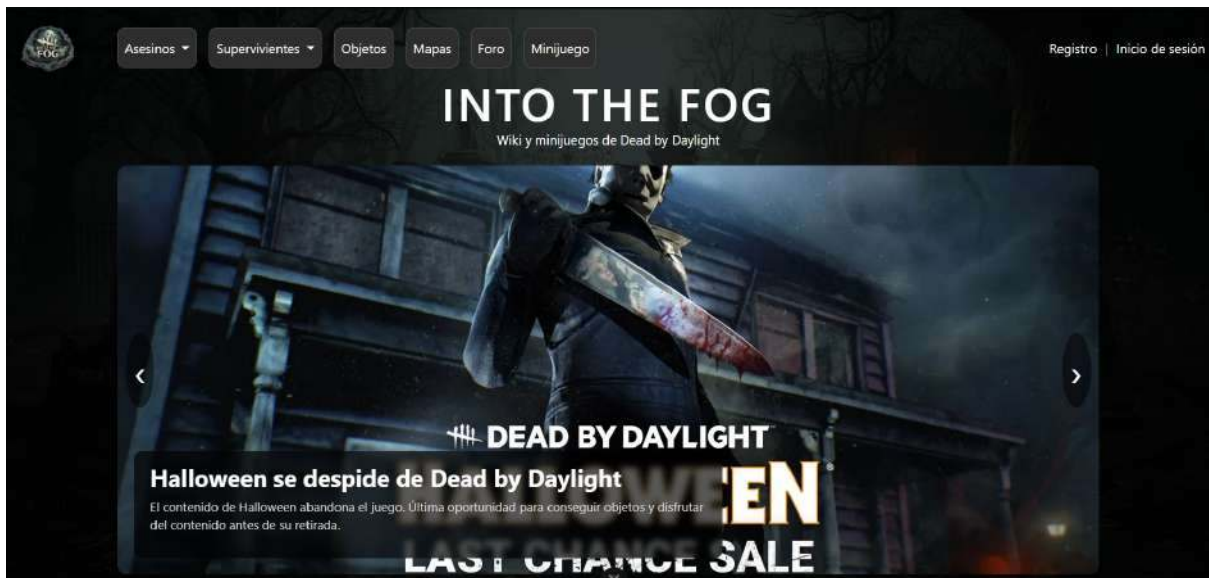 FOG
Asesinos
Supervivientes
Objetos
Mapas
Foro
Minijuego
Registro | Inicio de sesión
INTO THE FOG
Wiki y minijuegos de Dead by Daylight
DEAD BY DAYLIGHT
HALLOWEEN
Halloween se despide de Dead by Daylight
El contenido de Halloween abandona el juego. Última oportunidad para conseguir objetos y disfrutar
del contenido antes de su retirada.
LAST CHANCE SALE